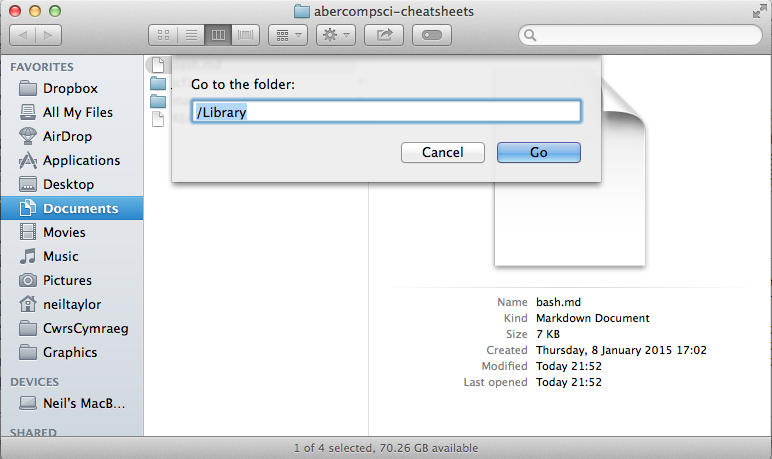 abercompsci-cheatsheets
FAVORITES
Dropbox
All My Files
AirDrop
Applications
Desktop
Documents
Movies
Music
Pictures
neiltaylor
CwrsCymraeg
Graphics
DEVICES
Neil's MacB...
SHARED
Go to the folder:
/Library
Cancel
Go
Name bash.md
Kind Markdown Document
Size 7 KB
Created Thursday, 8 January 2015 17:02
Modified Today 21:52
Last opened Today 21:52
1 of 4 selected, 70.26 GB available